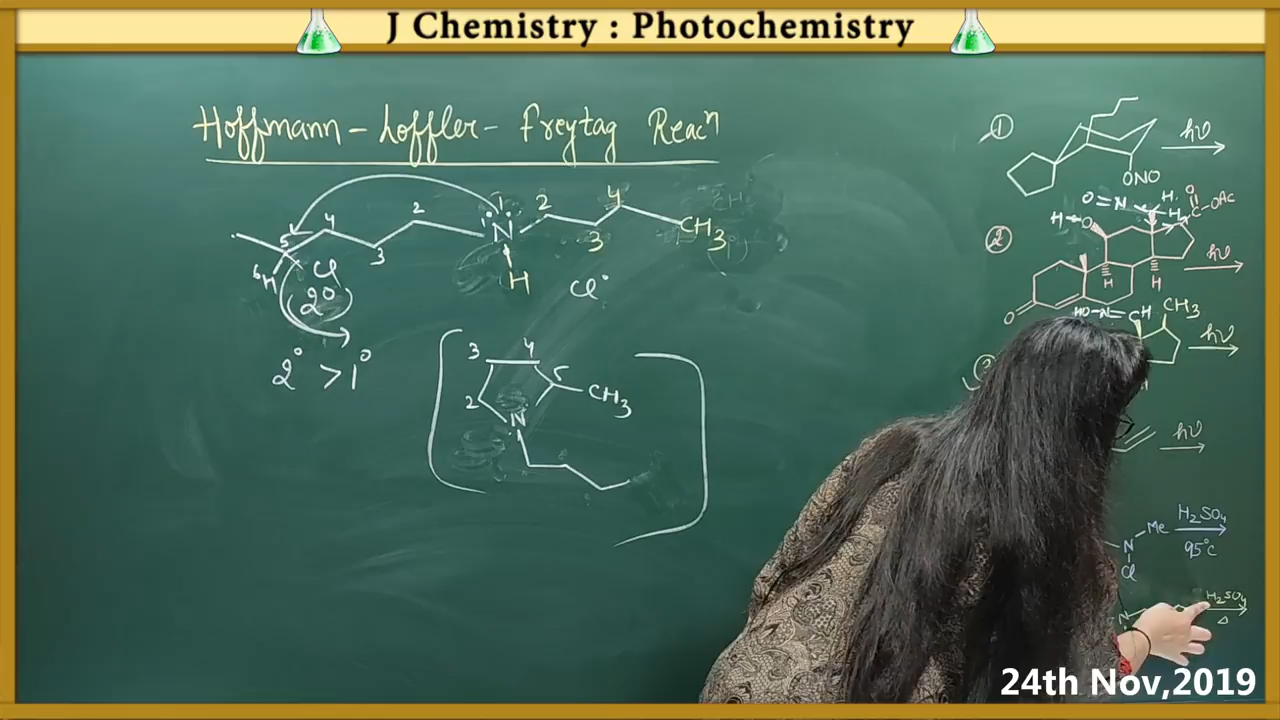 J Chemistry : Photochemistry
Hoffmann - Loffler - Freytag Reacⁿ
1 2 3 4 5 6
N
H
Cl
(2°)
H
2 3 4
CH3
Cl°
2° > 1°
2 3 4 5
N
CH3
①
ONO
hν
②
O=N
H
H
C
O
OAc
H-O
H
H
O
hν
③
HO-N=CH
CH3
hν
hν
N
Me
Cl
H2SO4
95°C
N
H2SO4
Δ
24th Nov,2019